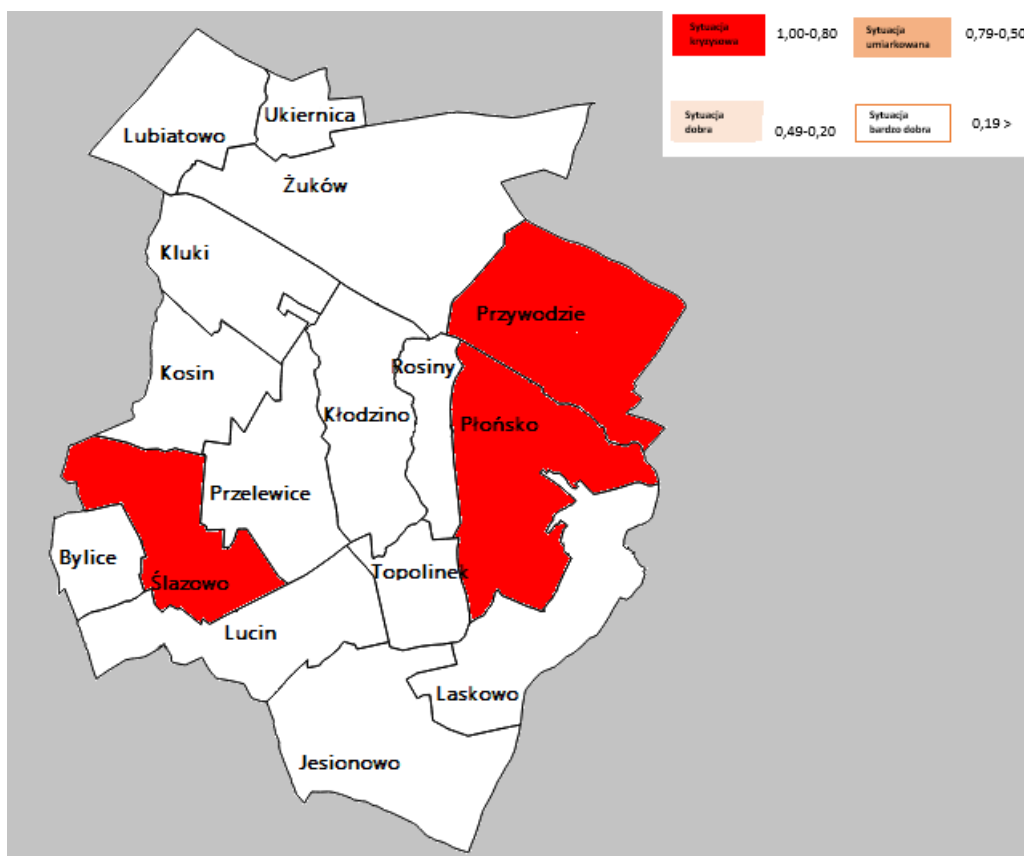 Sytuacja
kryzysowa
1,00-0,80
Sytuacja
umiarkowana
0,79-0,50
Sytuacja
dobra
0,49-0,20
Sytuacja
bardzo dobra
0,19 >
Ukiernica
Lubiatowo
Żuków
Kluki
Przywodzie
Rosiny
Kosin
Kłodzino
Płońsko
Przelewice
Bylice
Topolinek
Ślazowo
Lucin
Laskowo
Jesionowo